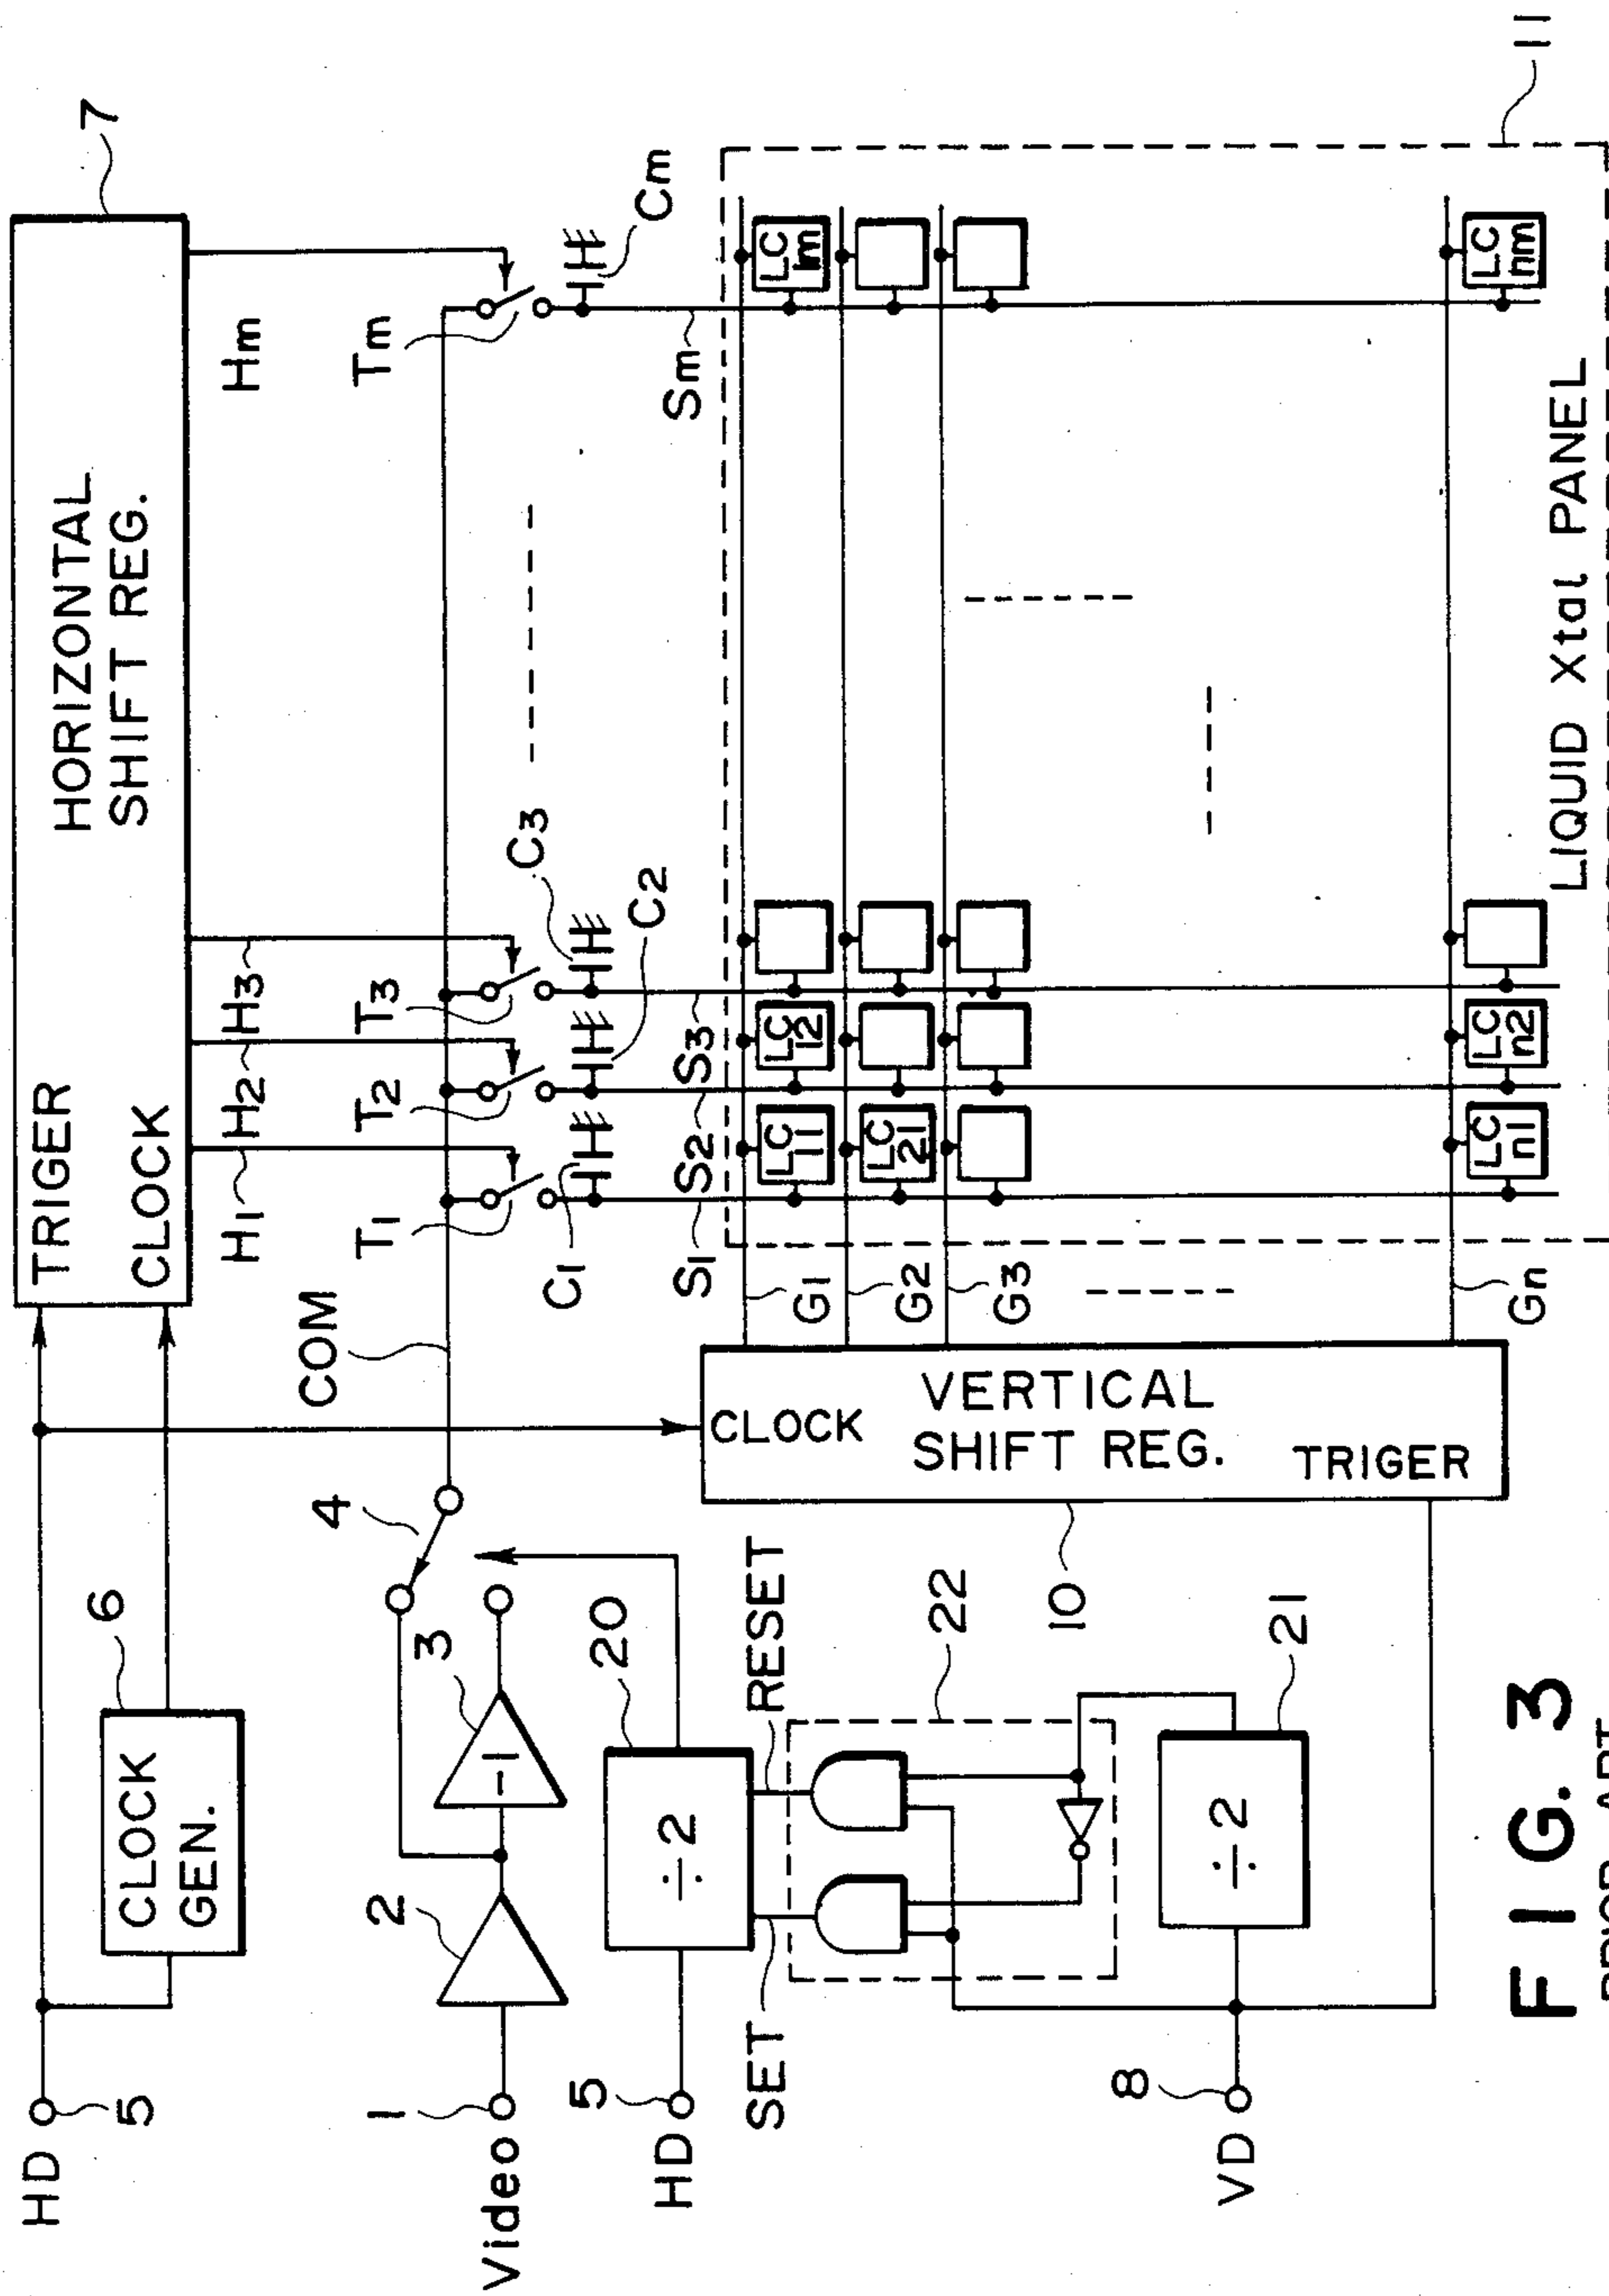 HD
5
CLOCK
GEN.
6
TRIGER
CLOCK
HORIZONTAL
SHIFT REG.
7
H1
H2
H3
Hm
Video
1
2
-1
3
4
COM
T1
T2
T3
Tm
C1
C2
C3
Cm
HD
5
÷2
20
SET
RESET
22
VD
8
÷2
21
CLOCK
VERTICAL
SHIFT REG.
TRIGER
10
S1
S2
S3
Sm
G1
G2
G3
Gn
LC
11
LC
12
LC
1m
LC
21
LC
n1
LC
n2
LC
nm
LIQUID Xtal PANEL
11
FIG. 3
PRIOR ART